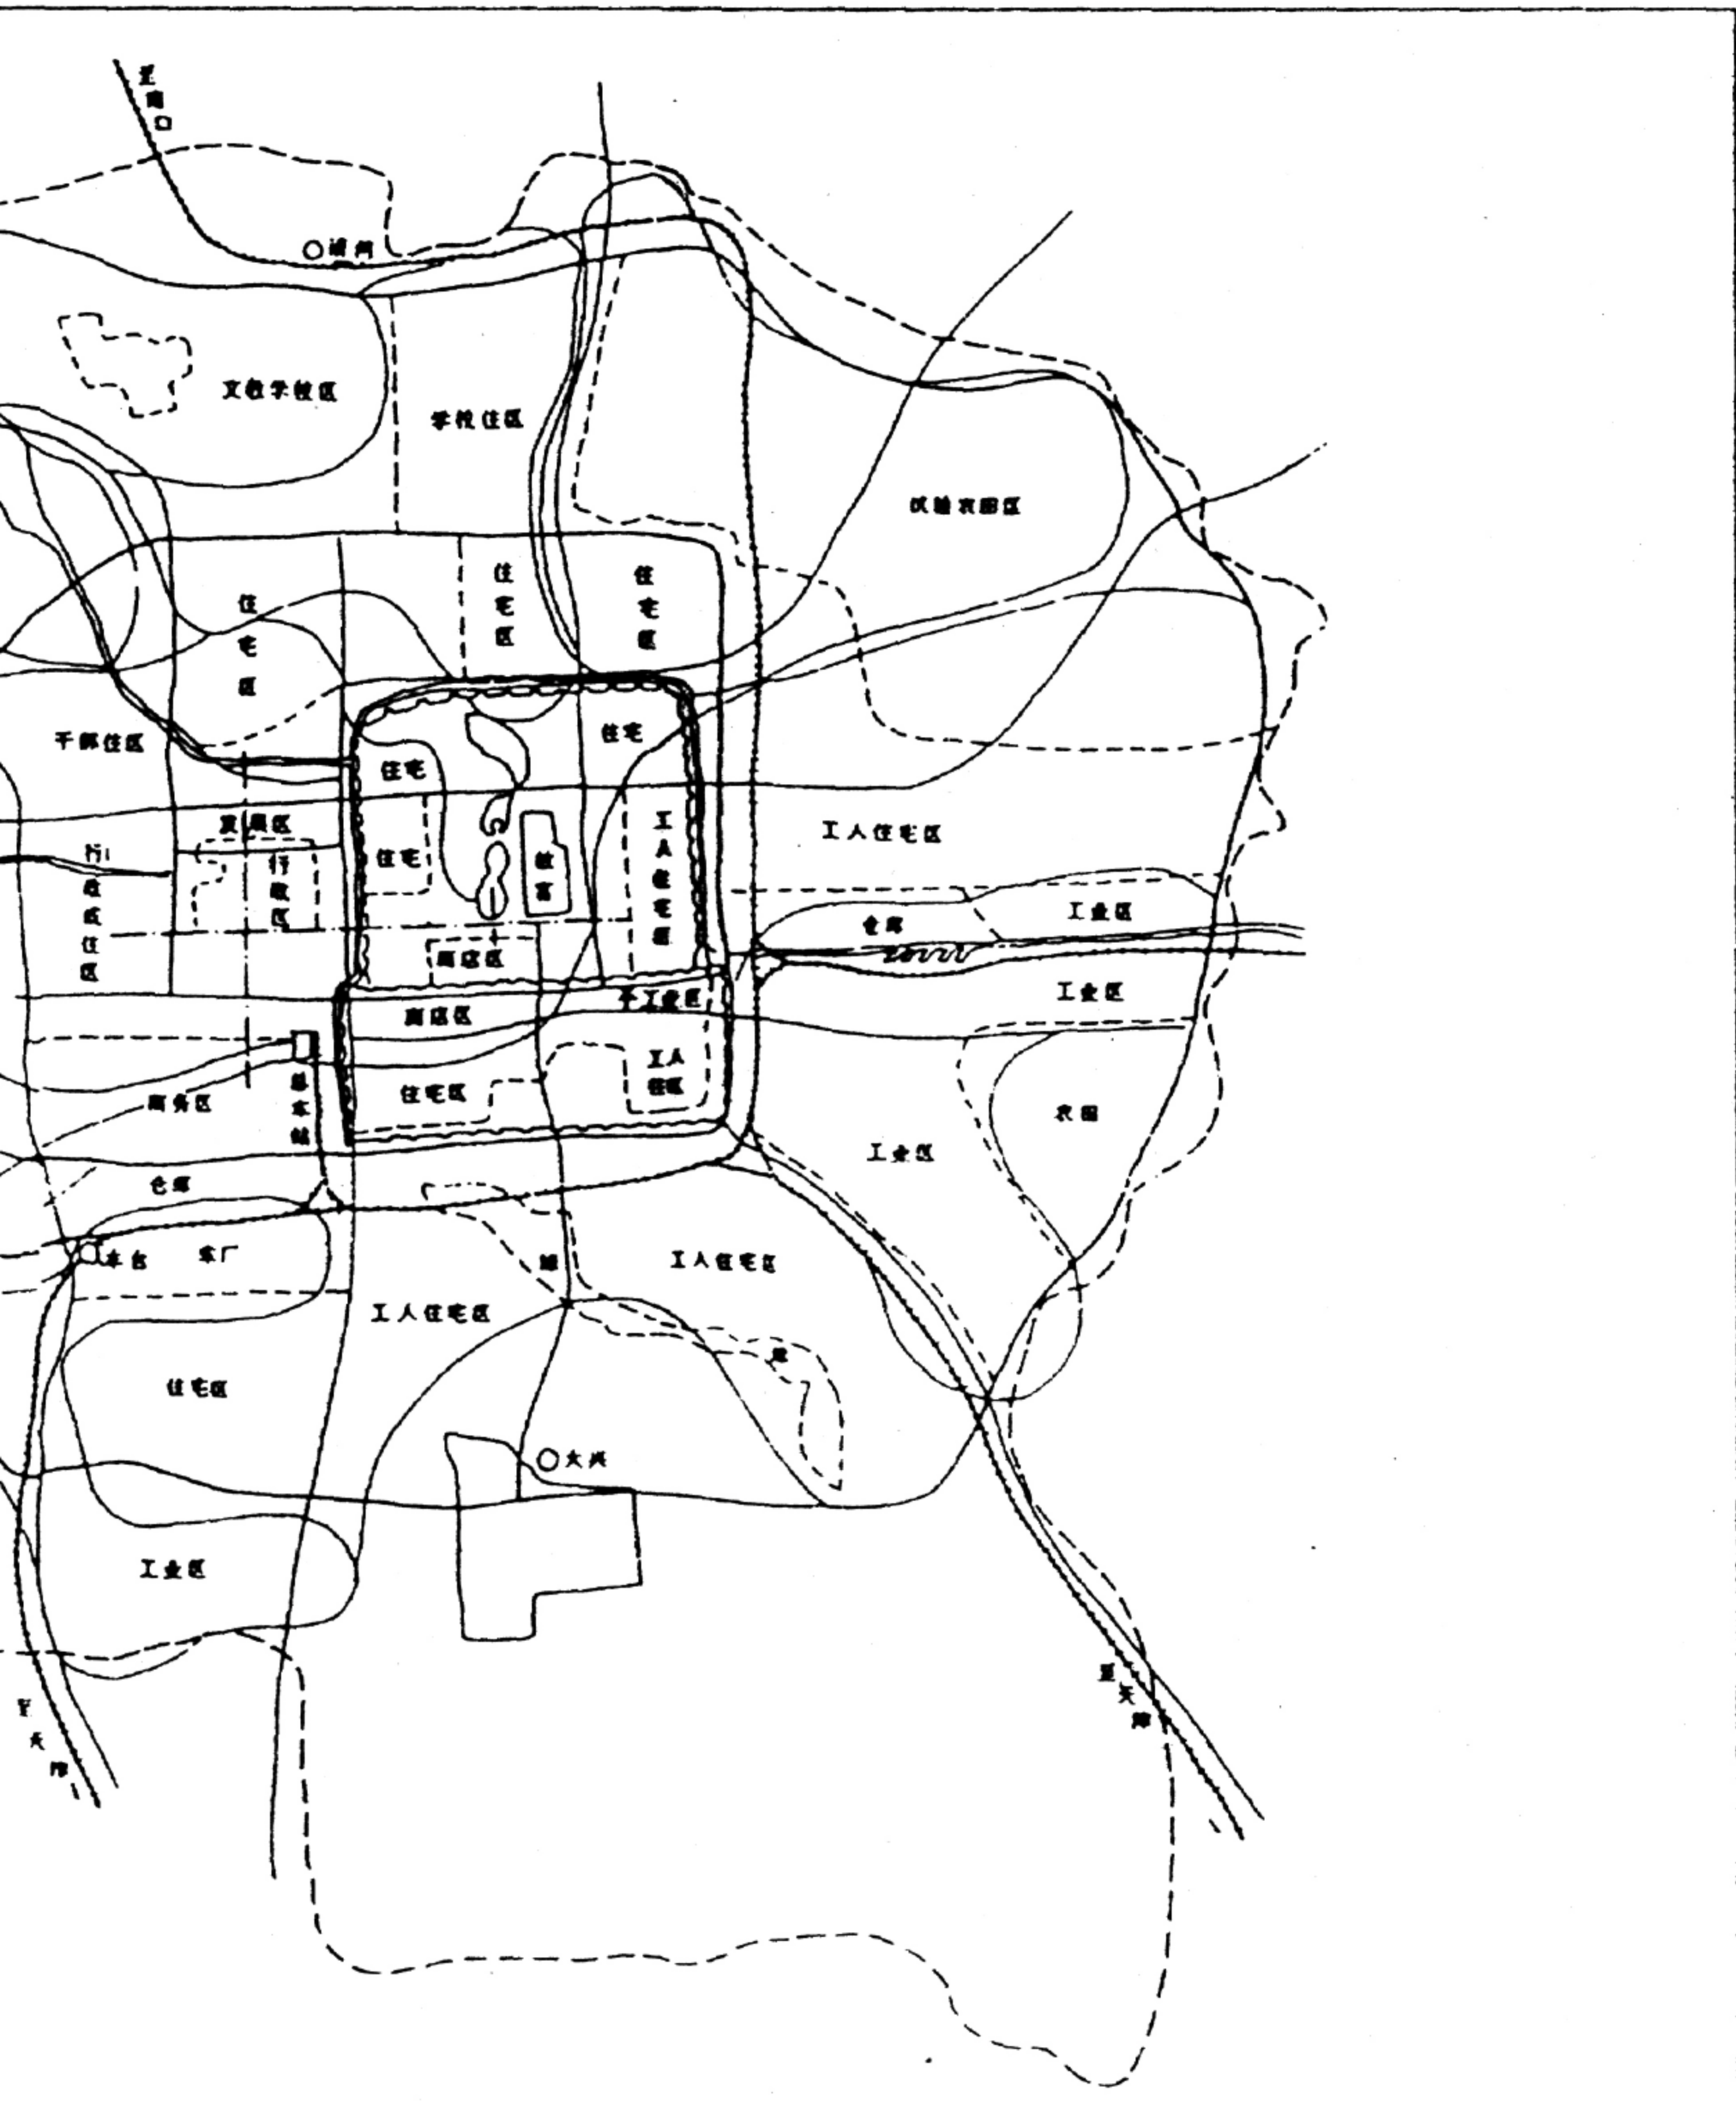 至南口
清河
文教学校区
学校住区
试验农田区
住宅区
住宅区
住宅区
干部住区
住宅
住宅
工人住宅区
住宅
故宫
工人住宅区
行政区
行政住区
仓库
工业区
商店区
工业区
手工业区
商店区
工人住区
住宅区
总车站
商务区
农田
工业区
仓库
丰台
车厂
工人住宅区
工人住宅区
住宅区
大兴
工业区
至天津
至天津